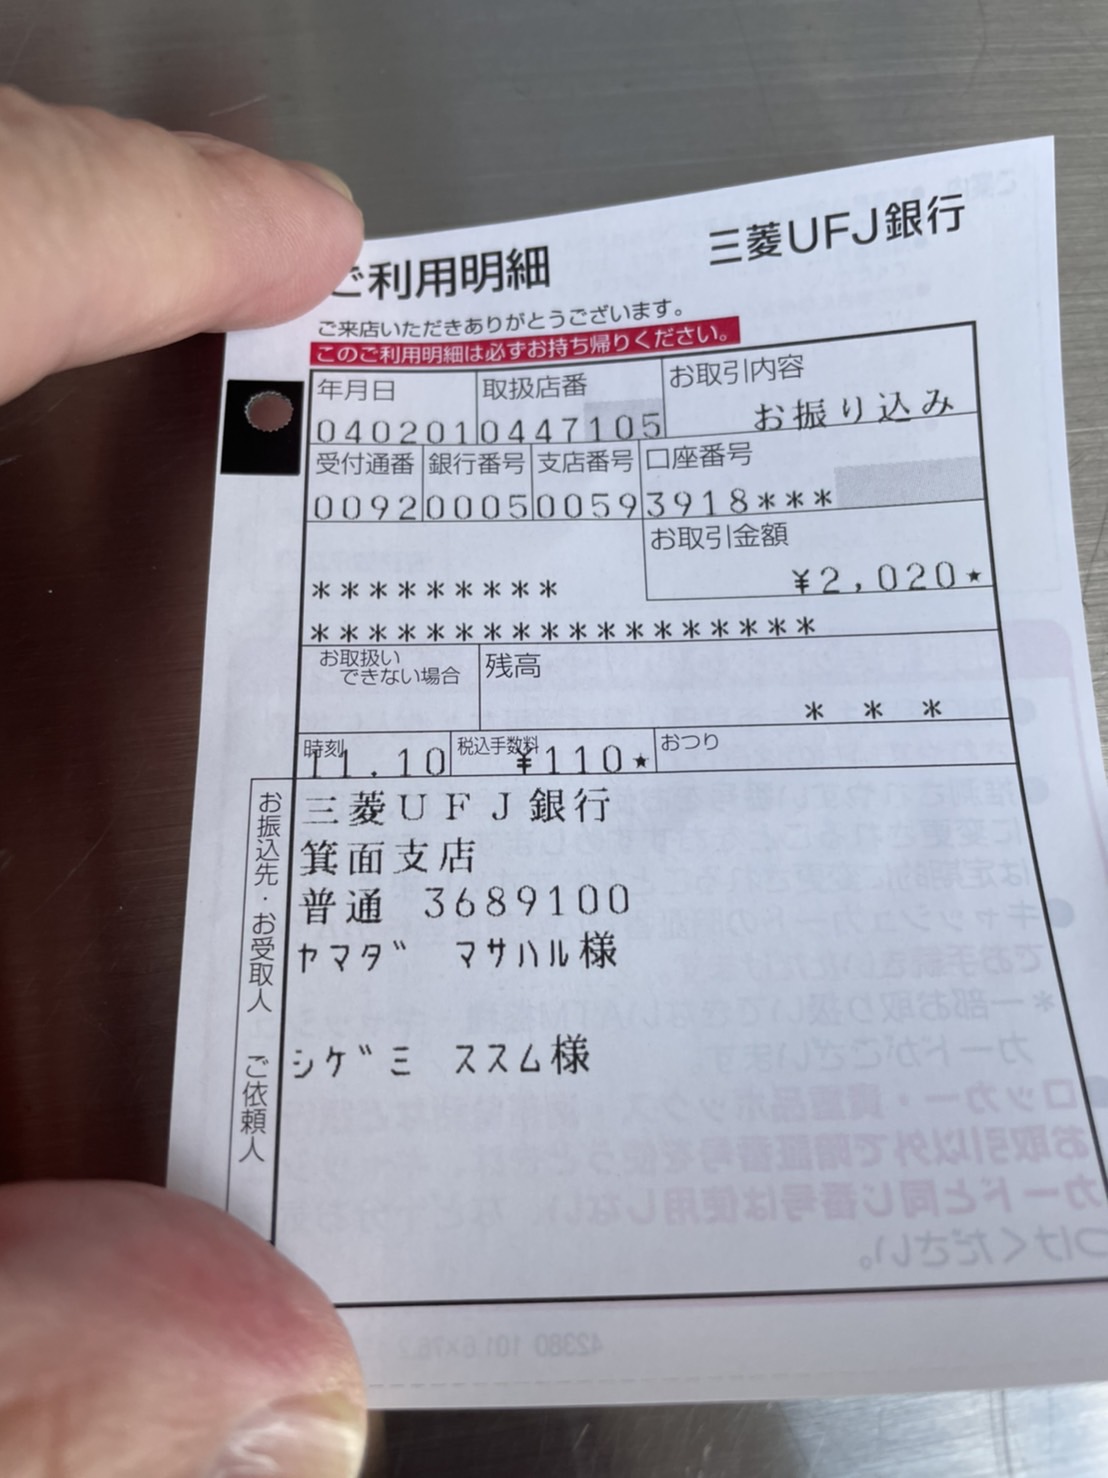 ご利用明細 三菱UFJ銀行
ご来店いただきありがとうございます。
このご利用明細は必ずお持ち帰りください。
年月日 取扱店番 お取引内容
040201 0447105 お振り込み
受付通番 銀行番号 支店番号 口座番号
0092 0005 0059 3918***
お取引金額
¥2,020★
*********
******************
お取扱い
できない場合
残高
* * *
時刻 税込手数料 おつり
11.10 ¥110★
お振込先・お受取人
三菱UFJ銀行
箕面支店
普通 3689100
ヤマダ マサハル様
ご依頼人
シゲミ ススム様